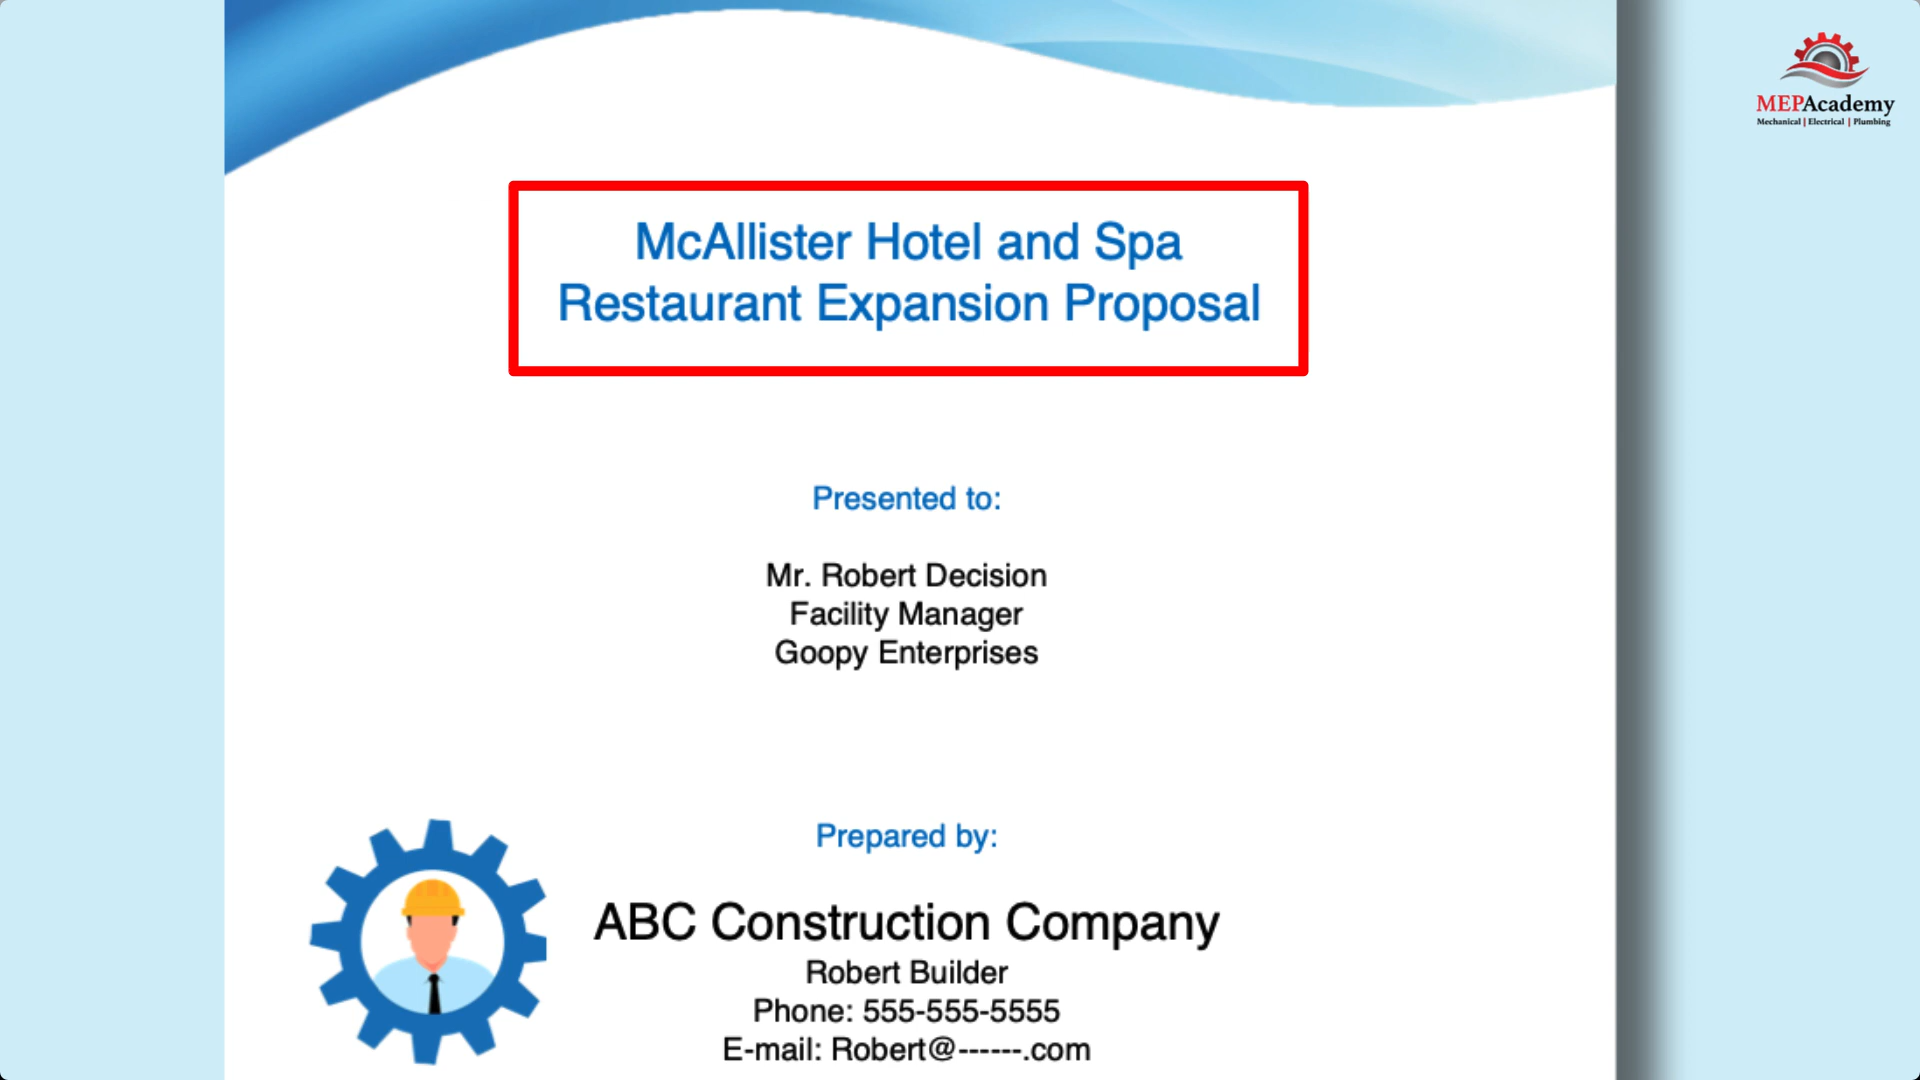 MEPAcademy
Mechanical | Electrical | Plumbing
McAllister Hotel and Spa
Restaurant Expansion Proposal
Presented to:
Mr. Robert Decision
Facility Manager
Goopy Enterprises
Prepared by:
ABC Construction Company
Robert Builder
Phone: 555-555-5555
E-mail: Robert@------.com